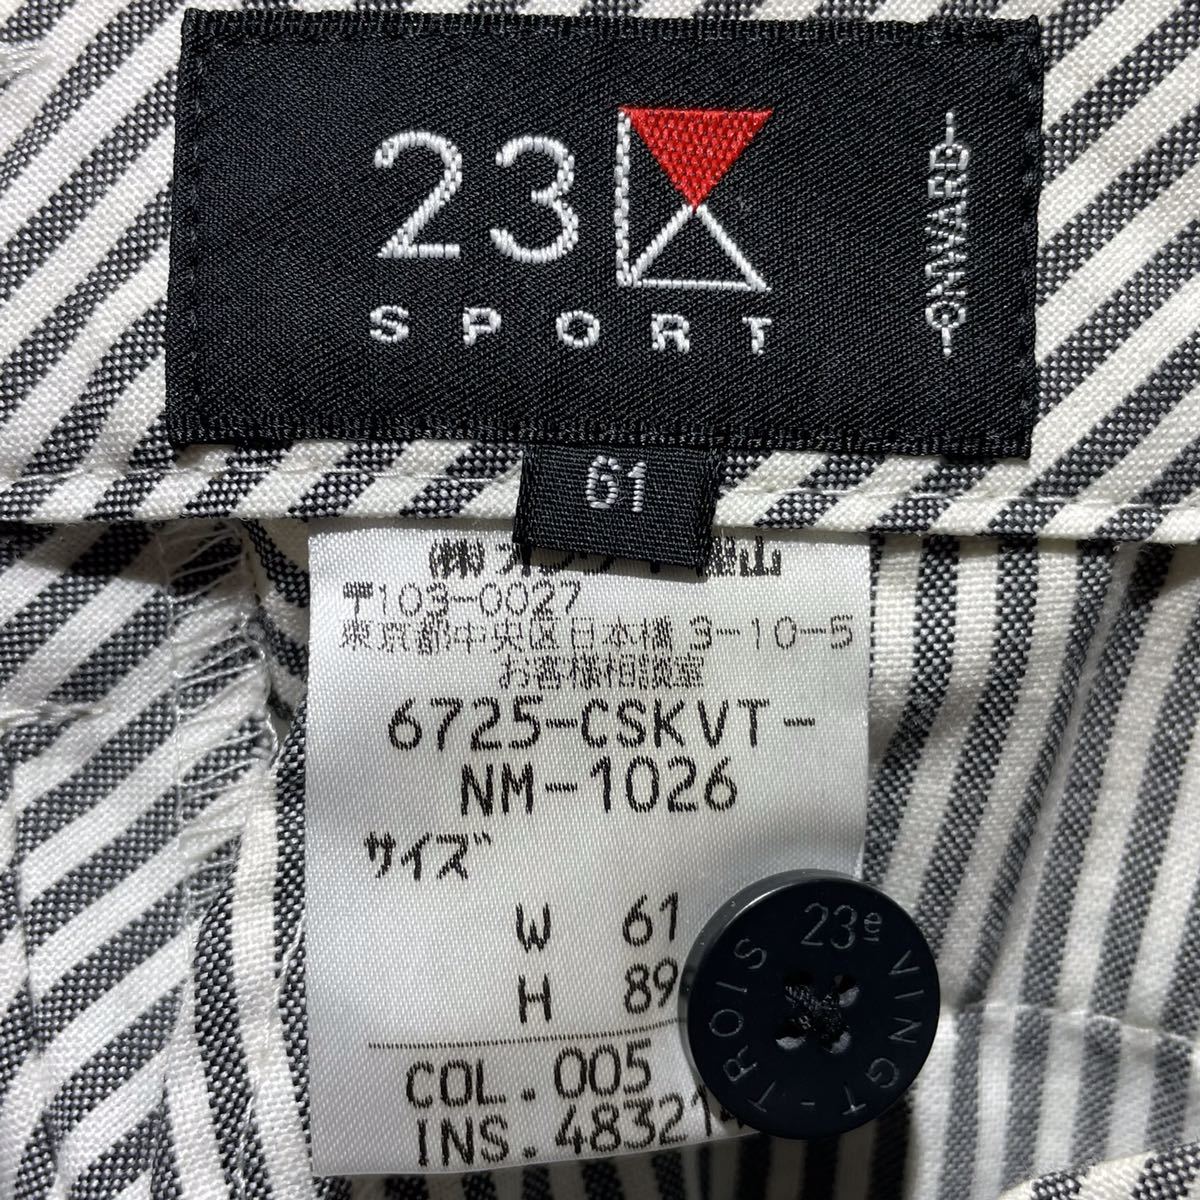 23
SPORT
ONWARD
61
〒103-0027
東京都中央区日本橋3-10-5
お客様相談室
6725-CSKVT-
NM-1026
サイズ
W 61
H 89
COL.005
INS.48321
23e
VINGT-TROIS